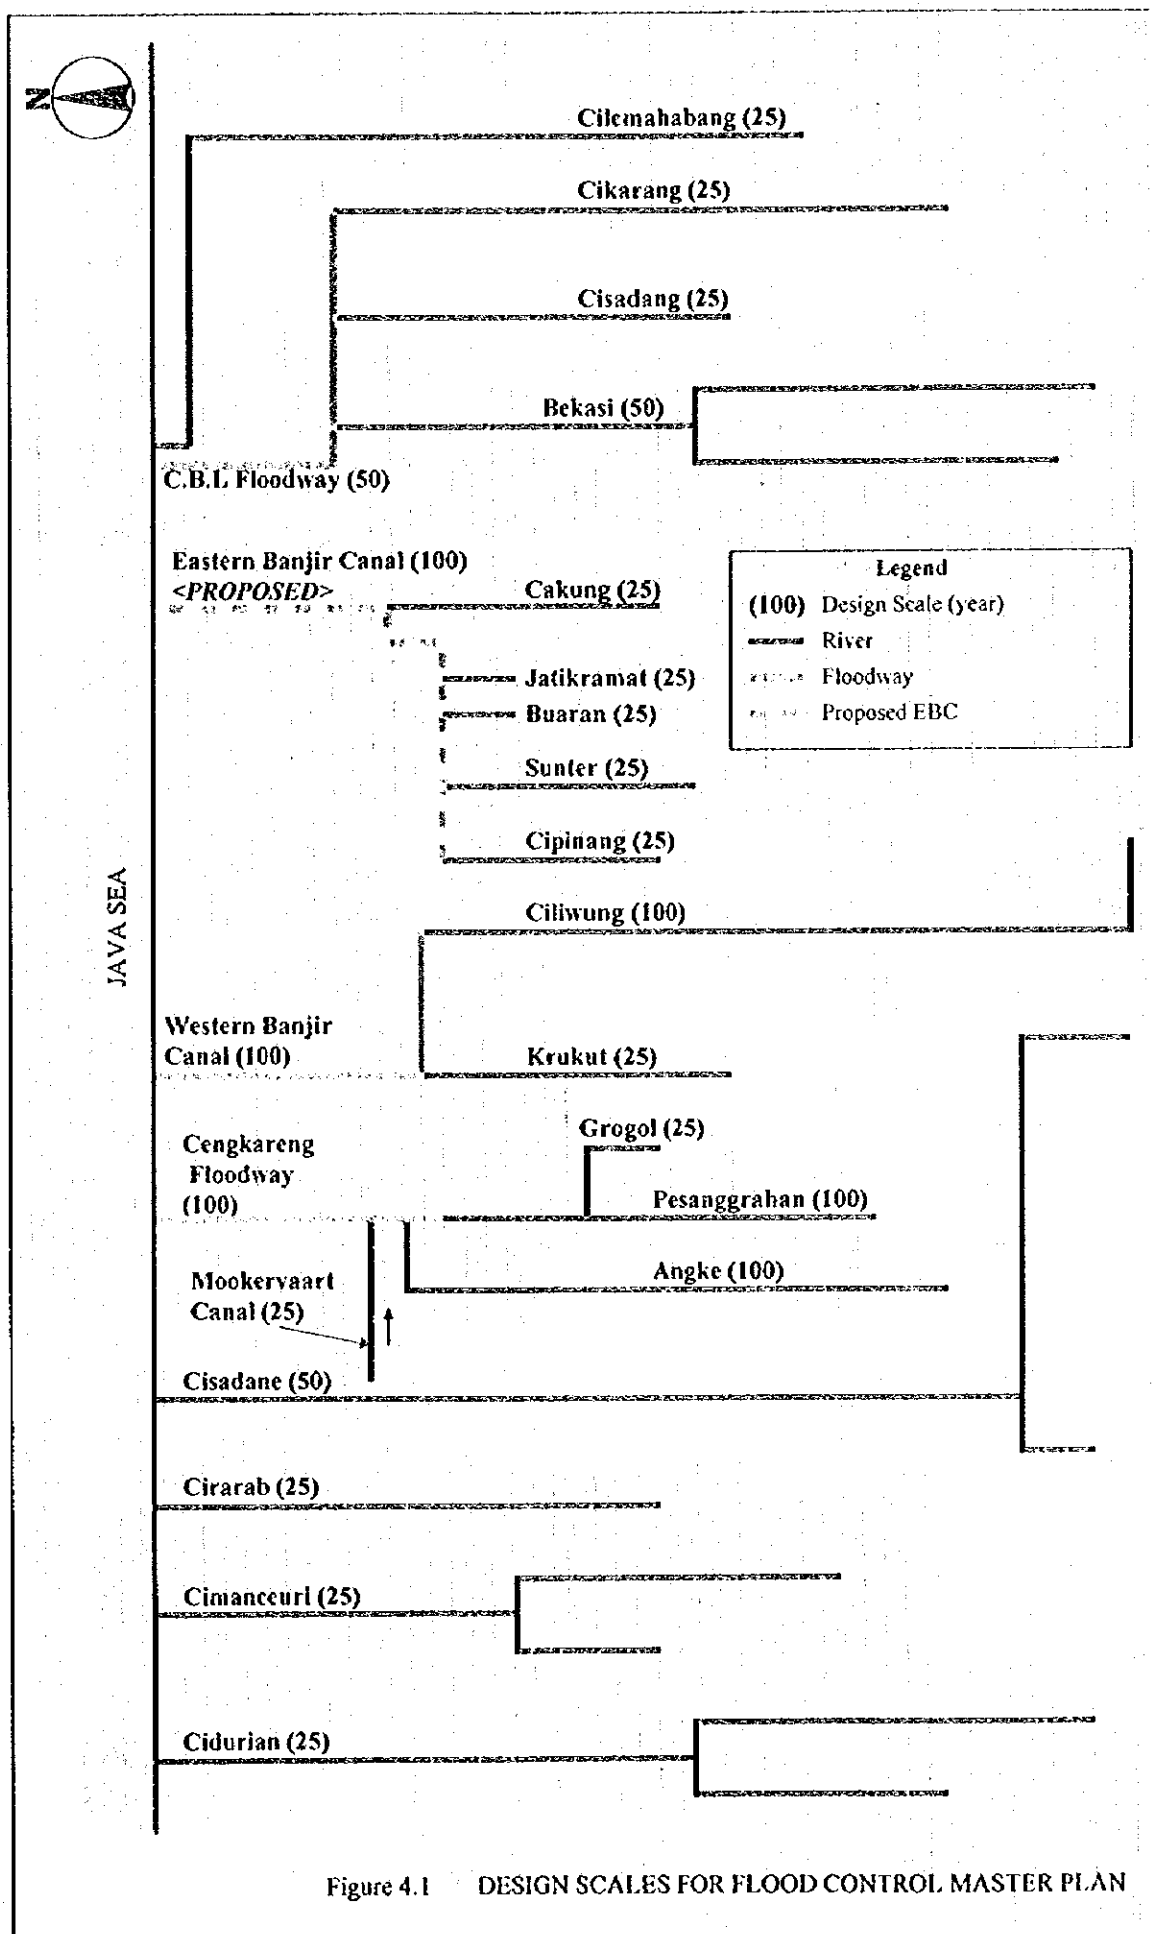 N
Cilemahabang (25)
Cikarang (25)
Cisadang (25)
Bekasi (50)
C.B.L Floodway (50)
Eastern Banjir Canal (100)
<PROPOSED>
Cakung (25)
Legend
(100) Design Scale (year)
River
Floodway
Proposed EBC
Jatikramat (25)
Buaran (25)
Sunter (25)
Cipinang (25)
Ciliwung (100)
JAVA SEA
Western Banjir
Canal (100)
Krukut (25)
Grogol (25)
Cengkareng
Floodway
(100)
Pesanggrahan (100)
Angke (100)
Mookervaart
Canal (25)
Cisadane (50)
Cirarab (25)
Cimanceuri (25)
Cidurian (25)
Figure 4.1 DESIGN SCALES FOR FLOOD CONTROL MASTER PLAN